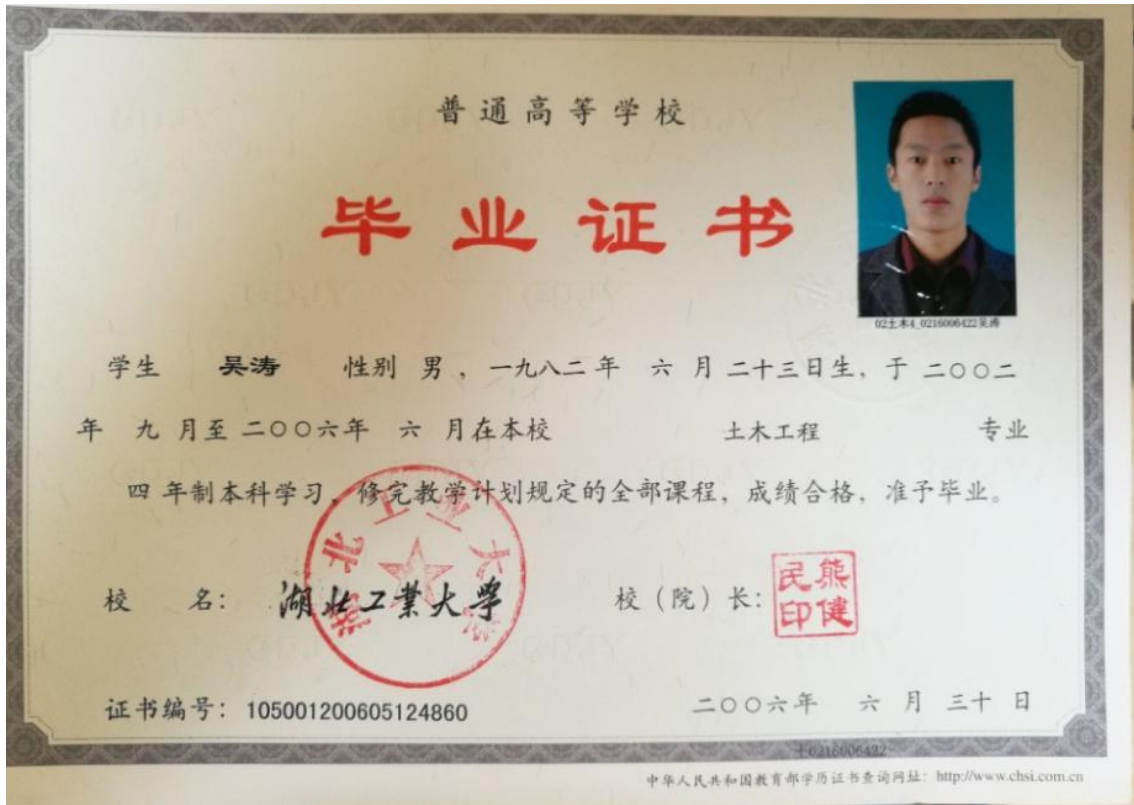 普通高等学校
毕业证书
02土木4_0216006422吴涛
学生 吴涛 性别 男，一九八二年 六 月 二十三日生，于 二〇〇二
年 九 月至 二〇〇六年 六 月在本校 土木工程 专业
四 年制本科学习，修完教学计划规定的全部课程，成绩合格，准予毕业。
湖北工业大学
校 名：湖北工業大學 校（院）长：熊健民印
证书编号：105001200605124860 二〇〇六年 六 月 三十 日
中华人民共和国教育部学历证书查询网址：http://www.chsi.com.cn